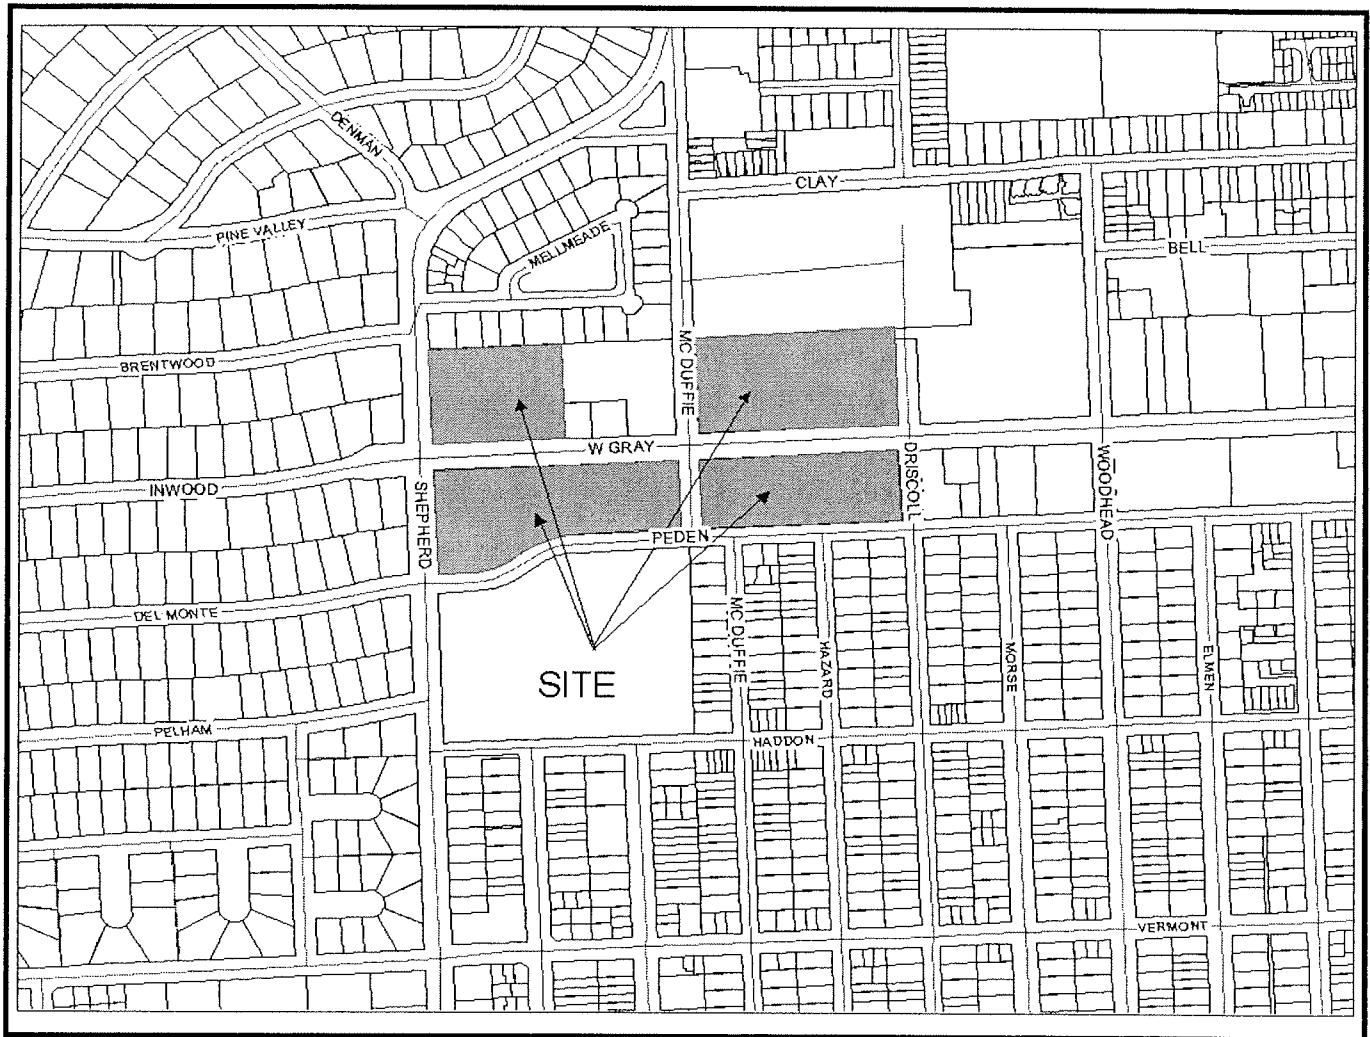 DENMAN
CLAY
PINE VALLEY
MELLMEADE
BELL
BRENTWOOD
MC DUFFIE
W GRAY
INWOOD
SHEPHERD
DRISCOLL
WOODHEAD
PEDEN
DEL MONTE
MC DUFFIE
HAZARD
MORSE
ELMEN
SITE
PELHAM
HADDON
VERMONT